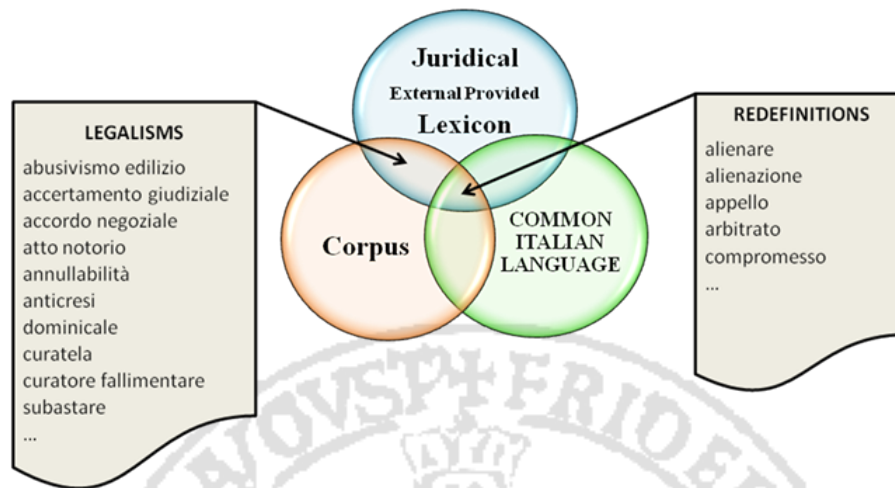 Juridical
External Provided
Lexicon
Corpus
COMMON
ITALIAN
LANGUAGE
LEGALISMS
abusivismo edilizio
accertamento giudiziale
accordo negoziale
atto notorio
annullabilità
anticresi
dominicale
curatela
curatore fallimentare
subastare
...
REDEFINITIONS
alienare
alienazione
appello
arbitrato
compromesso
...